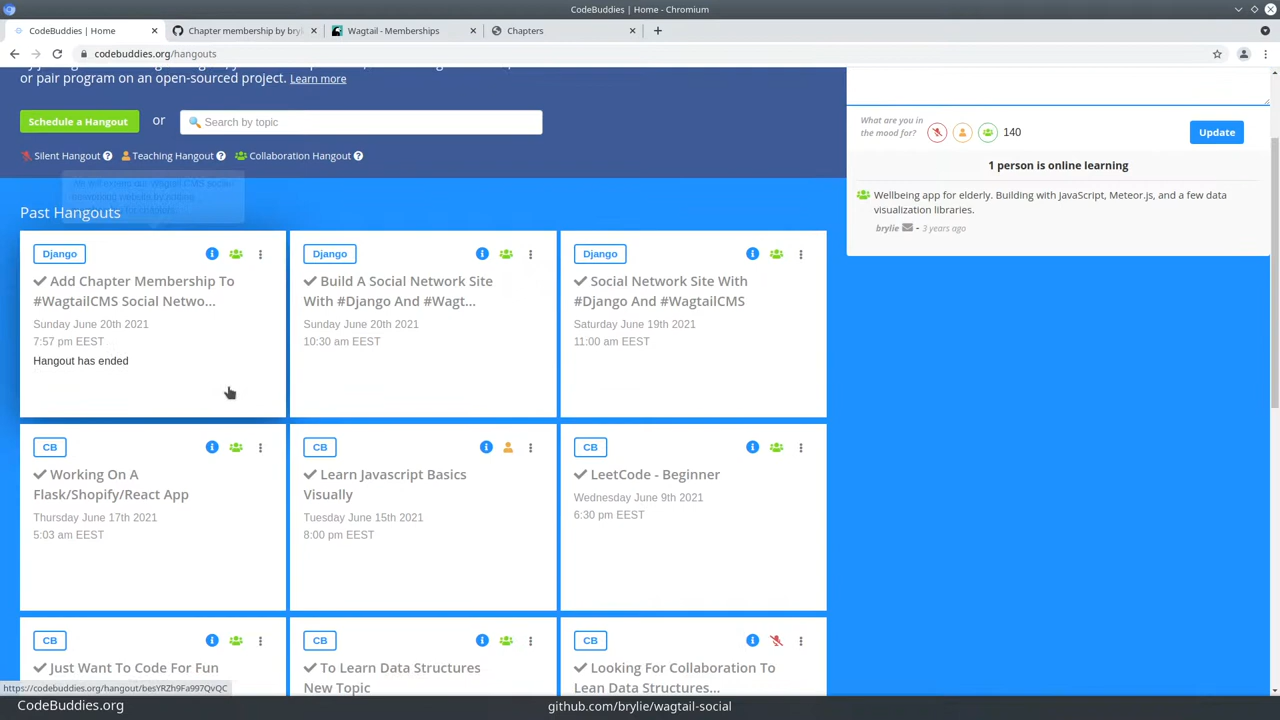 CodeBuddies | Home - Chromium
CodeBuddies | Home
Chapter membership by bryl
Wagtail - Memberships
Chapters
codebuddies.org/hangouts
or pair program on an open-sourced project. Learn more
Schedule a Hangout
or
Search by topic
Silent Hangout
Teaching Hangout
Collaboration Hangout
What are you in
the mood for?
140
Update
1 person is online learning
Wellbeing app for elderly. Building with JavaScript, Meteor.js, and a few data
visualization libraries.
brylie - 3 years ago
Past Hangouts
Django
Add Chapter Membership To
#WagtailCMS Social Netwo...
Sunday June 20th 2021
7:57 pm EEST
Hangout has ended
Django
Build A Social Network Site
With #Django And #Wagt...
Sunday June 20th 2021
10:30 am EEST
Django
Social Network Site With
#Django And #WagtailCMS
Saturday June 19th 2021
11:00 am EEST
CB
Working On A
Flask/Shopify/React App
Thursday June 17th 2021
5:03 am EEST
CB
Learn Javascript Basics
Visually
Tuesday June 15th 2021
8:00 pm EEST
CB
LeetCode - Beginner
Wednesday June 9th 2021
6:30 pm EEST
CB
Just Want To Code For Fun
CB
To Learn Data Structures
New Topic
CB
Looking For Collaboration To
Lean Data Structures...
https://codebuddies.org/hangout/besYRZh9Fa997QvQC
CodeBuddies.org
github.com/brylie/wagtail-social